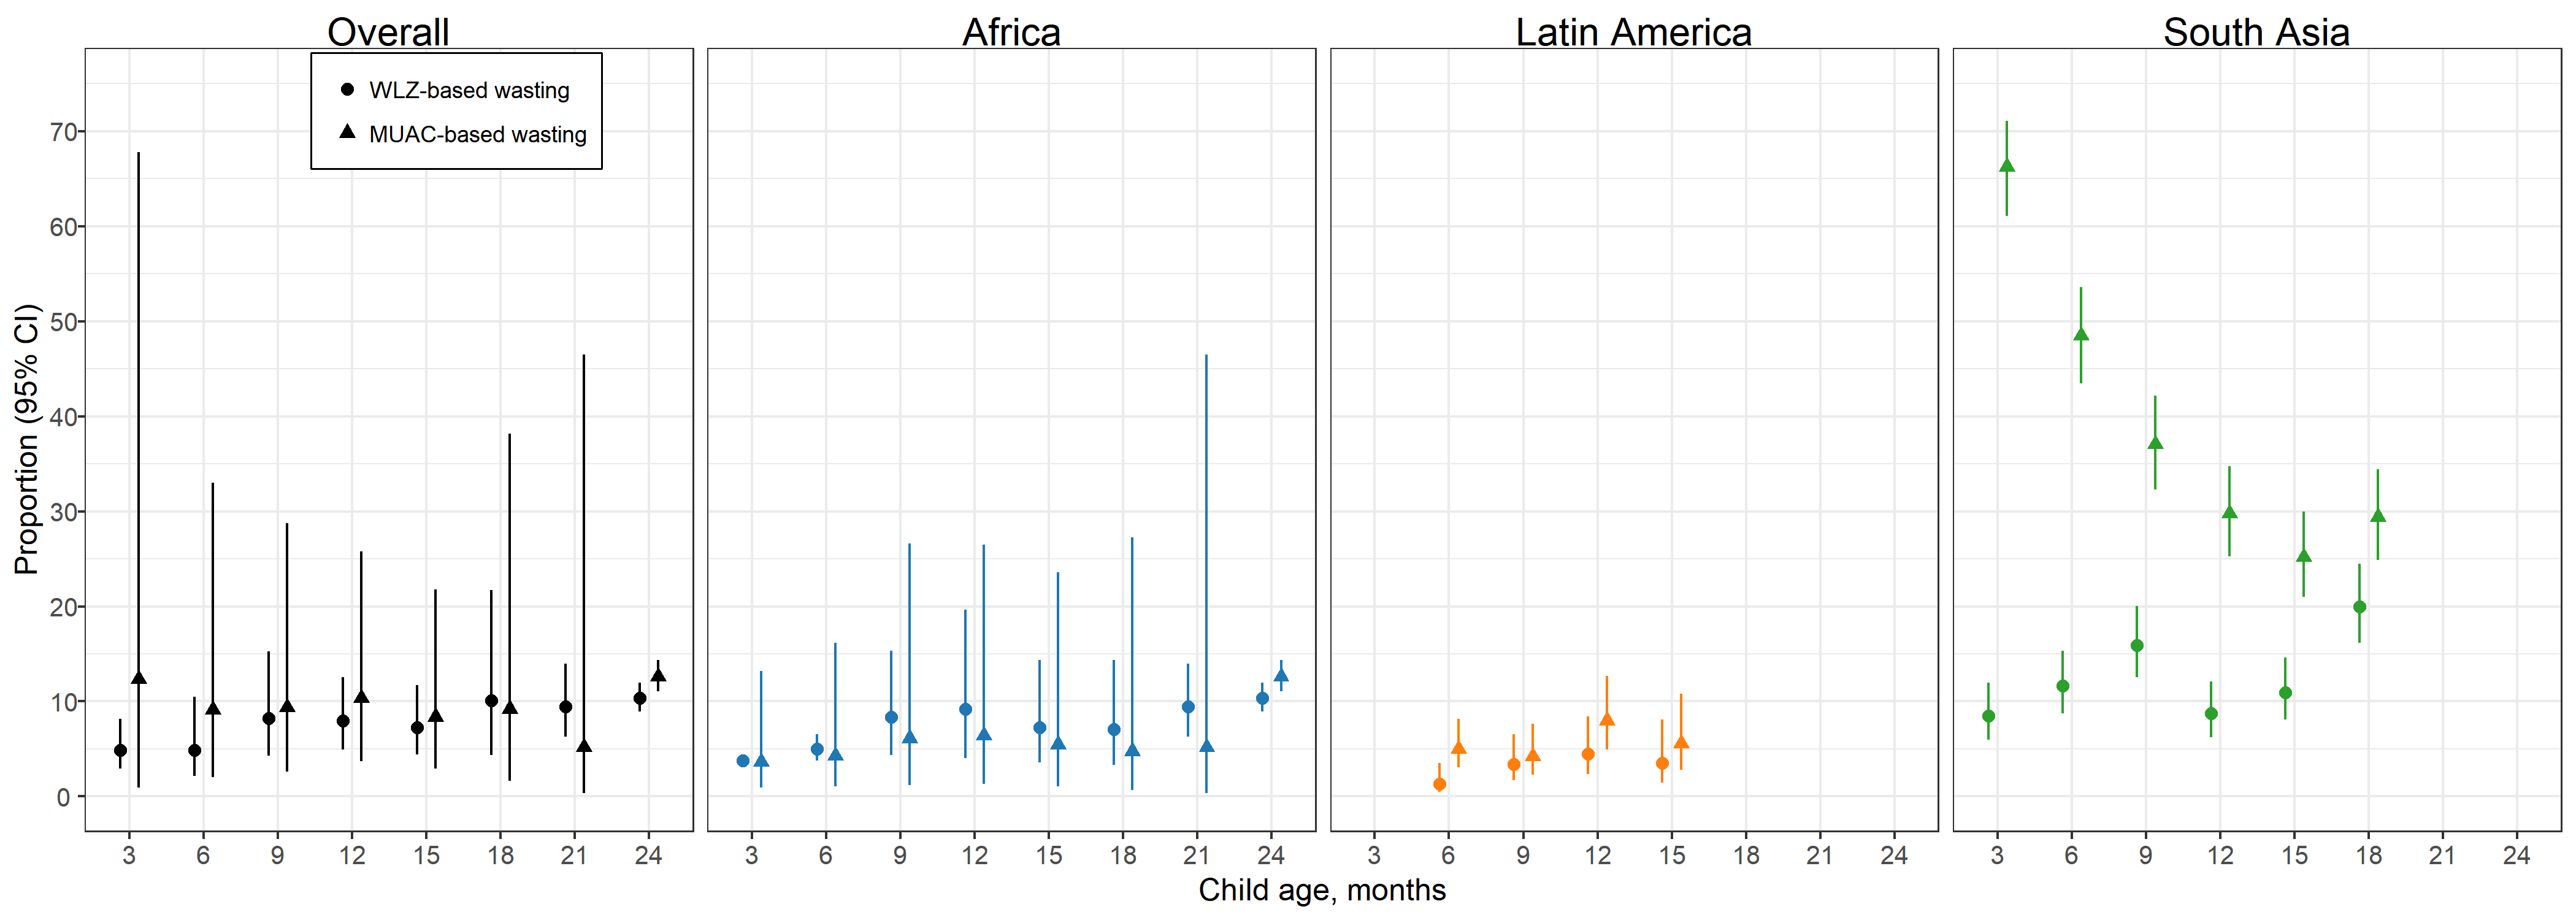 Overall
Africa
Latin America
South Asia
WLZ-based wasting
MUAC-based wasting
Proportion (95% CI)
70
60
50
40
30
20
10
0
3 6 9 12 15 18 21 24
3 6 9 12 15 18 21 24
3 6 9 12 15 18 21 24
3 6 9 12 15 18 21 24
Child age, months